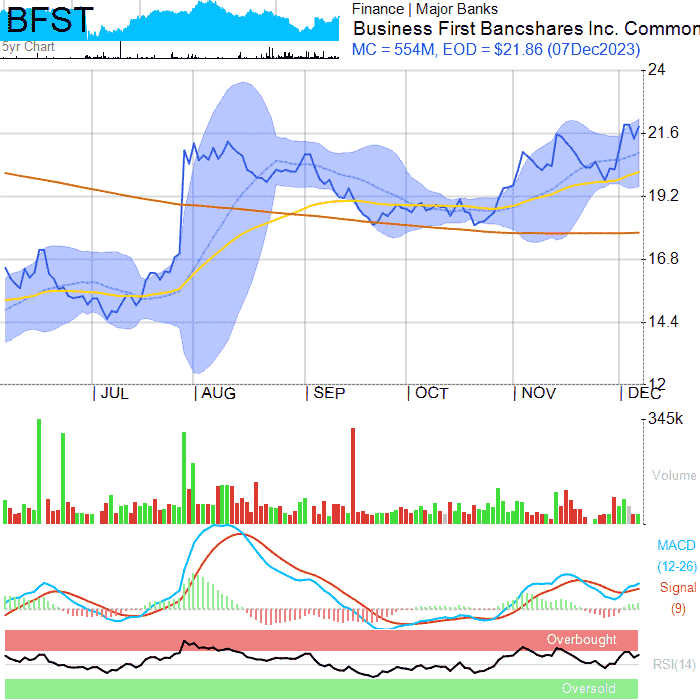 BFST
5yr Chart
Finance | Major Banks
Business First Bancshares Inc. Common
MC = 554M, EOD = $21.86 (07Dec2023)
24
21.6
19.2
16.8
14.4
12
JUL AUG SEP OCT NOV DEC
345k
Volume
MACD
(12-26)
Signal
(9)
Overbought
RSI(14)
Oversold